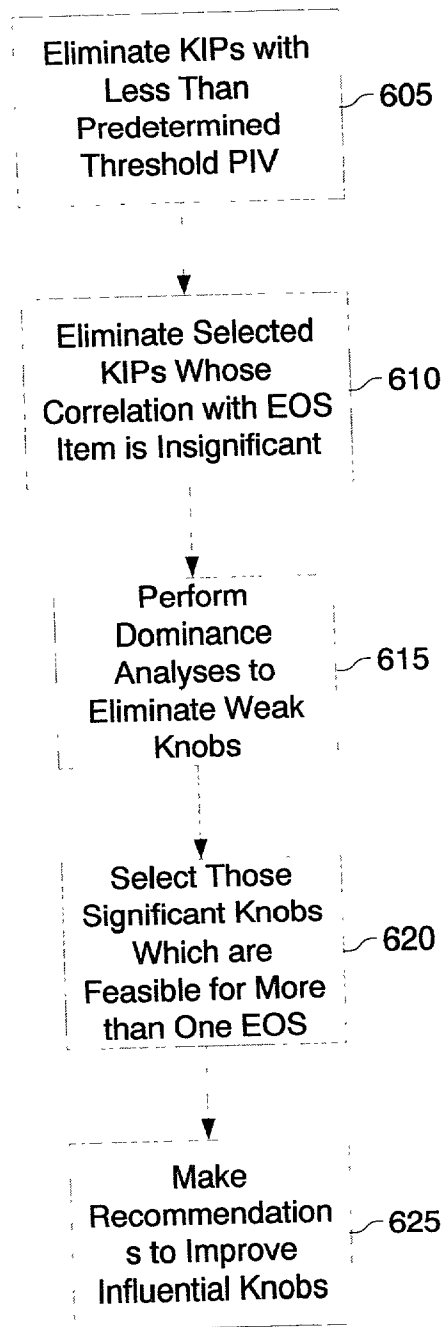 Eliminate KIPs with
Less Than
Predetermined
Threshold PIV
605
Eliminate Selected
KIPs Whose
Correlation with EOS
Item is Insignificant
610
Perform
Dominance
Analyses to
Eliminate Weak
Knobs
615
Select Those
Significant Knobs
Which are
Feasible for More
than One EOS
620
Make
Recommendation
s to Improve
Influential Knobs
625